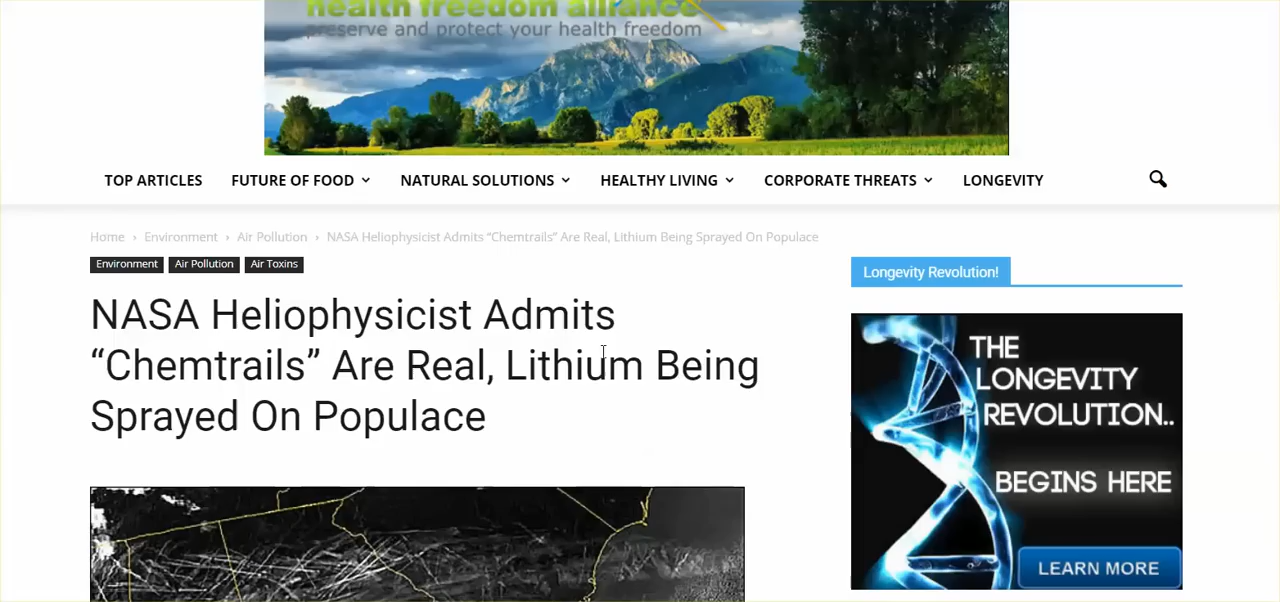 health freedom alliance
preserve and protect your health freedom
TOP ARTICLES FUTURE OF FOOD NATURAL SOLUTIONS HEALTHY LIVING CORPORATE THREATS LONGEVITY
Home › Environment › Air Pollution › NASA Heliophysicist Admits “Chemtrails” Are Real, Lithium Being Sprayed On Populace
Environment Air Pollution Air Toxins
NASA Heliophysicist Admits
“Chemtrails” Are Real, Lithium Being
Sprayed On Populace
Longevity Revolution!
THE
LONGEVITY
REVOLUTION..
BEGINS HERE
LEARN MORE